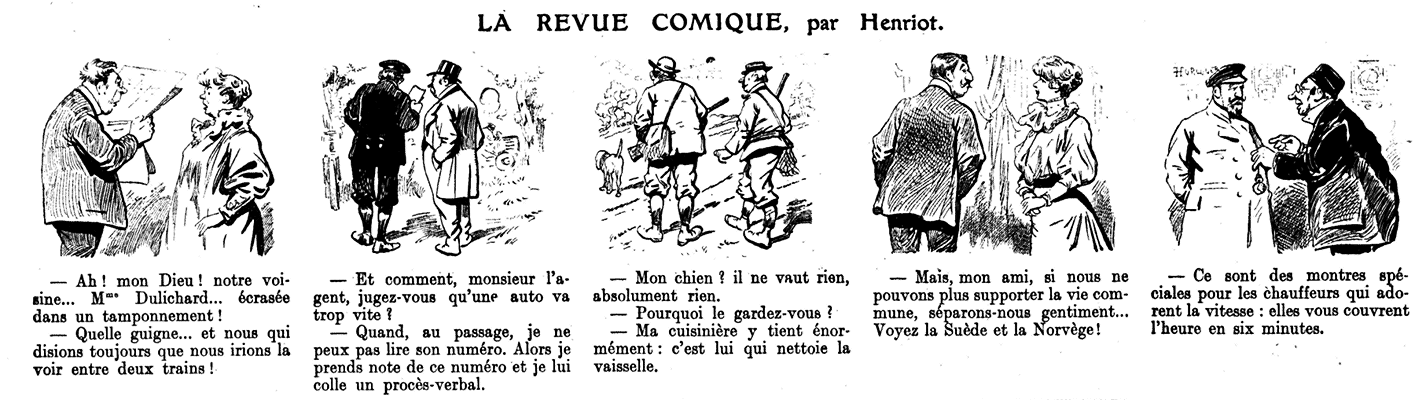 LA REVUE COMIQUE, par Henriot.
— Ah ! mon Dieu ! notre voi-
sine... Mme Dulichard... écrasée
dans un tamponnement !
— Quelle guigne... et nous qui
disions toujours que nous irions la
voir entre deux trains !
— Et comment, monsieur l'a-
gent, jugez-vous qu'une auto va
trop vite ?
— Quand, au passage, je ne
peux pas lire son numéro. Alors je
prends note de ce numéro et je lui
colle un procès-verbal.
— Mon chien ? il ne vaut rien,
absolument rien.
— Pourquoi le gardez-vous ?
— Ma cuisinière y tient énor-
mément : c'est lui qui nettoie la
vaisselle.
— Mais, mon ami, si nous ne
pouvons plus supporter la vie com-
mune, séparons-nous gentiment...
Voyez la Suède et la Norvège !
— Ce sont des montres spé-
ciales pour les chauffeurs qui ado-
rent la vitesse : elles vous couvrent
l'heure en six minutes.